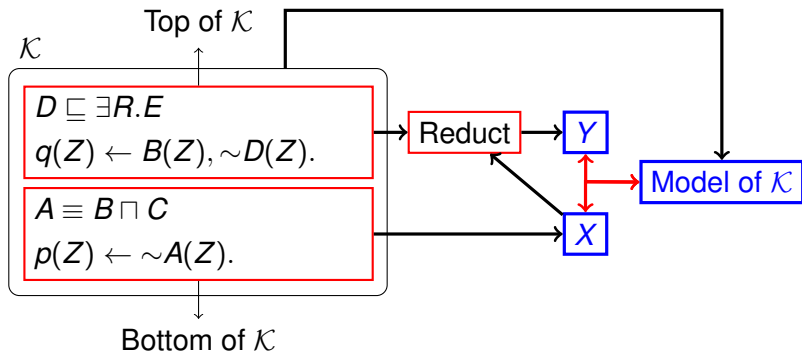 Top of 𝒦
𝒦
D ⊑ ∃R.E
q(Z) ← B(Z), ∼D(Z).
A ≡ B ⊓ C
p(Z) ← ∼A(Z).
Bottom of 𝒦
Reduct
Y
X
Model of 𝒦